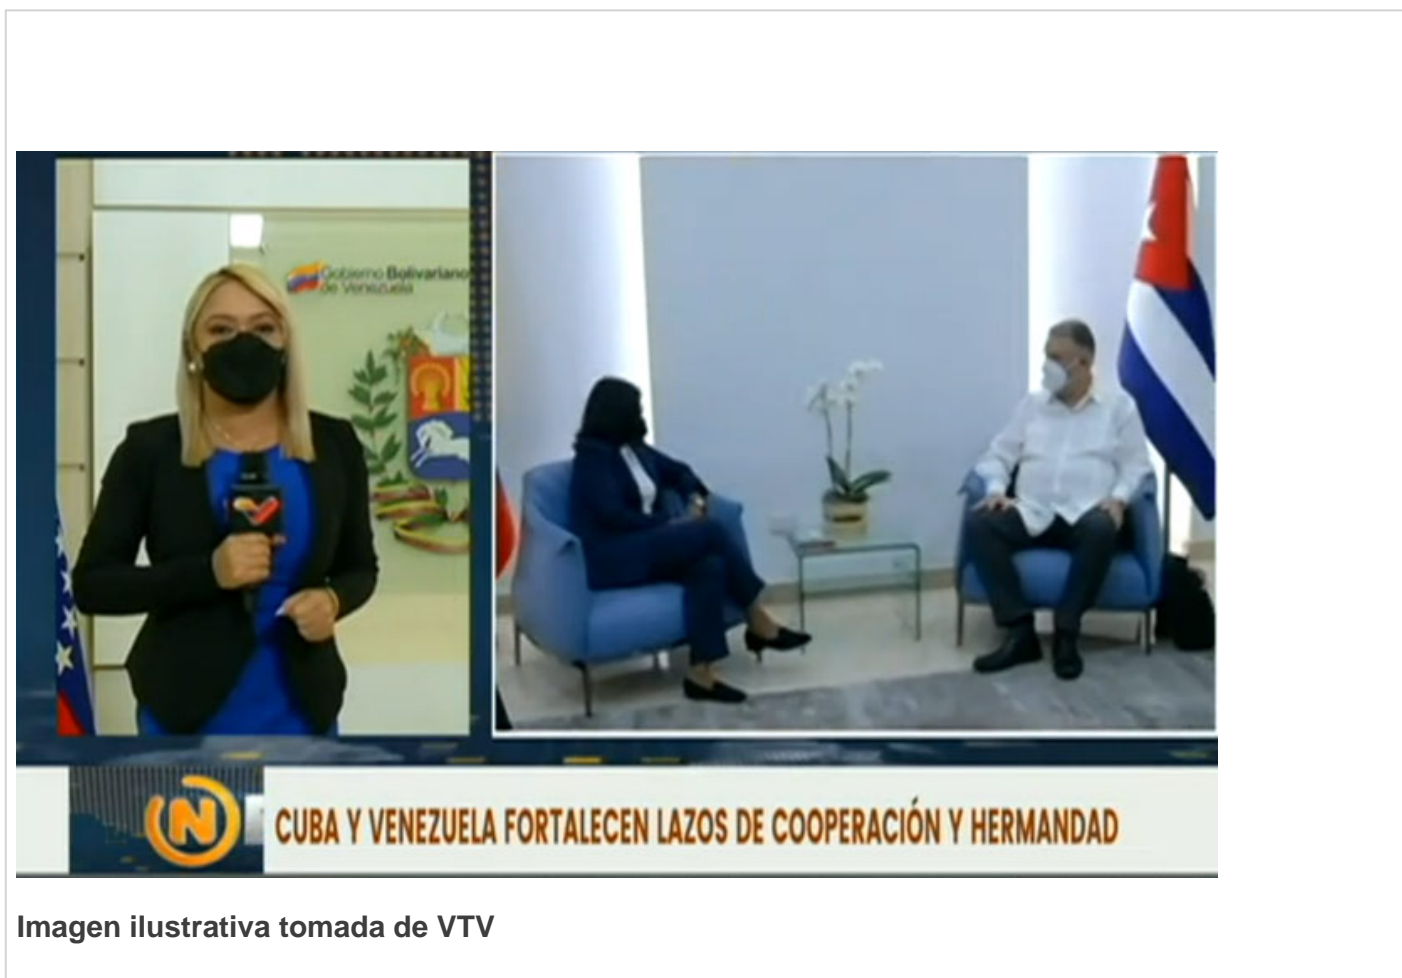 Gobierno Bolivariano
de Venezuela
N
CUBA Y VENEZUELA FORTALECEN LAZOS DE COOPERACIÓN Y HERMANDAD
Imagen ilustrativa tomada de VTV